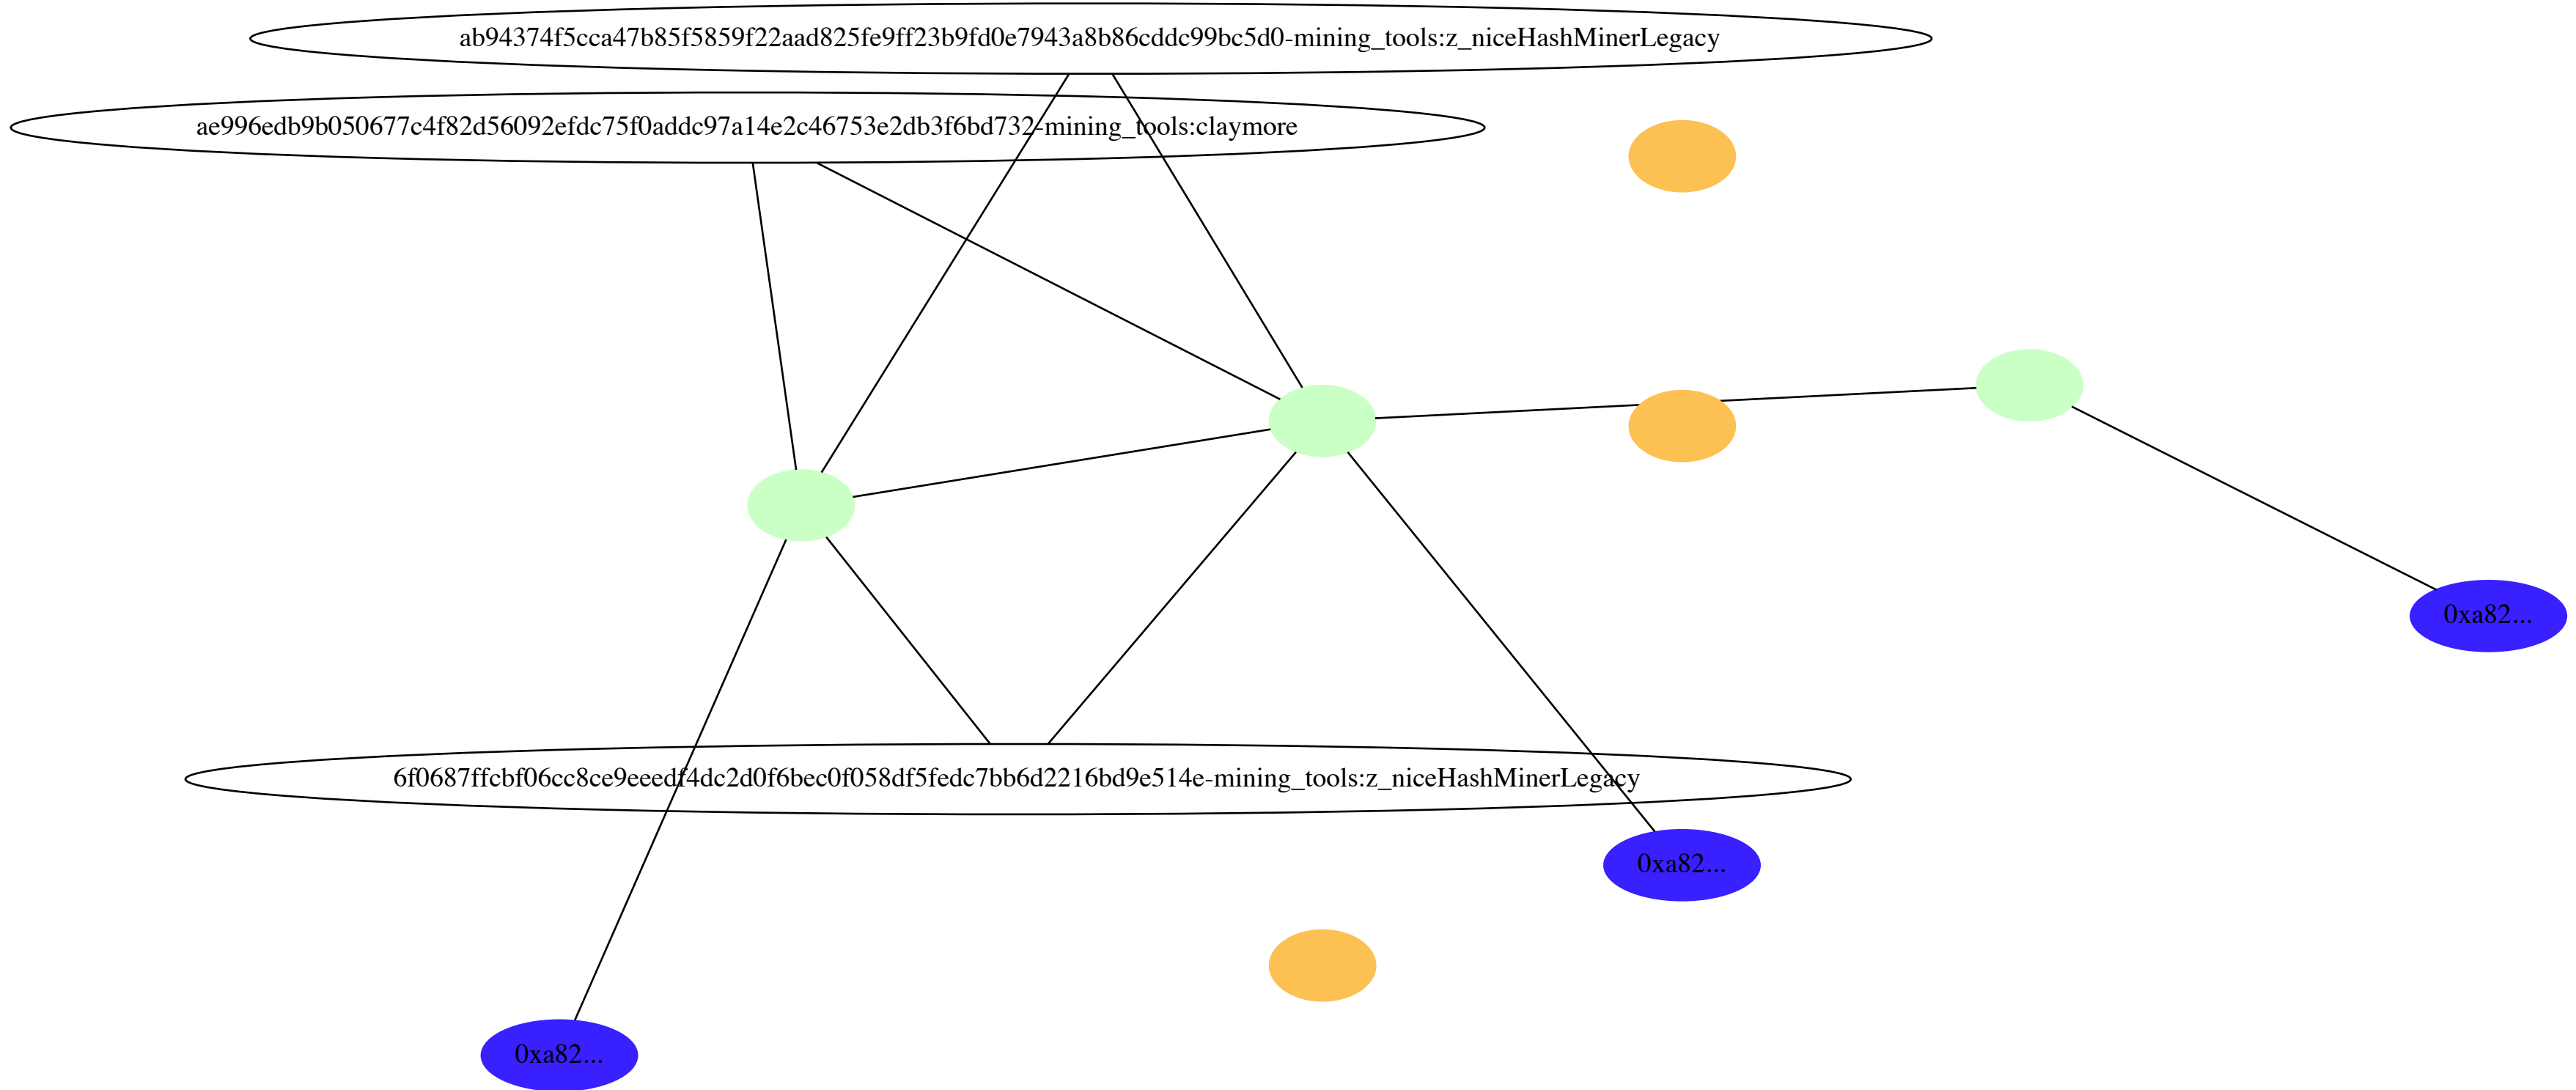 ab94374f5cca47b85f5859f22aad825fe9ff23b9fd0e7943a8b86cddc99bc5d0-mining_tools:z_niceHashMinerLegacy
ae996edb9b050677c4f82d56092efdc75f0addc97a14e2c46753e2db3f6bd732-mining_tools:claymore
0xa82...
6f0687ffcbf06cc8ce9eeedf4dc2d0f6bec0f058df5fedc7bb6d2216bd9e514e-mining_tools:z_niceHashMinerLegacy
0xa82...
0xa82...